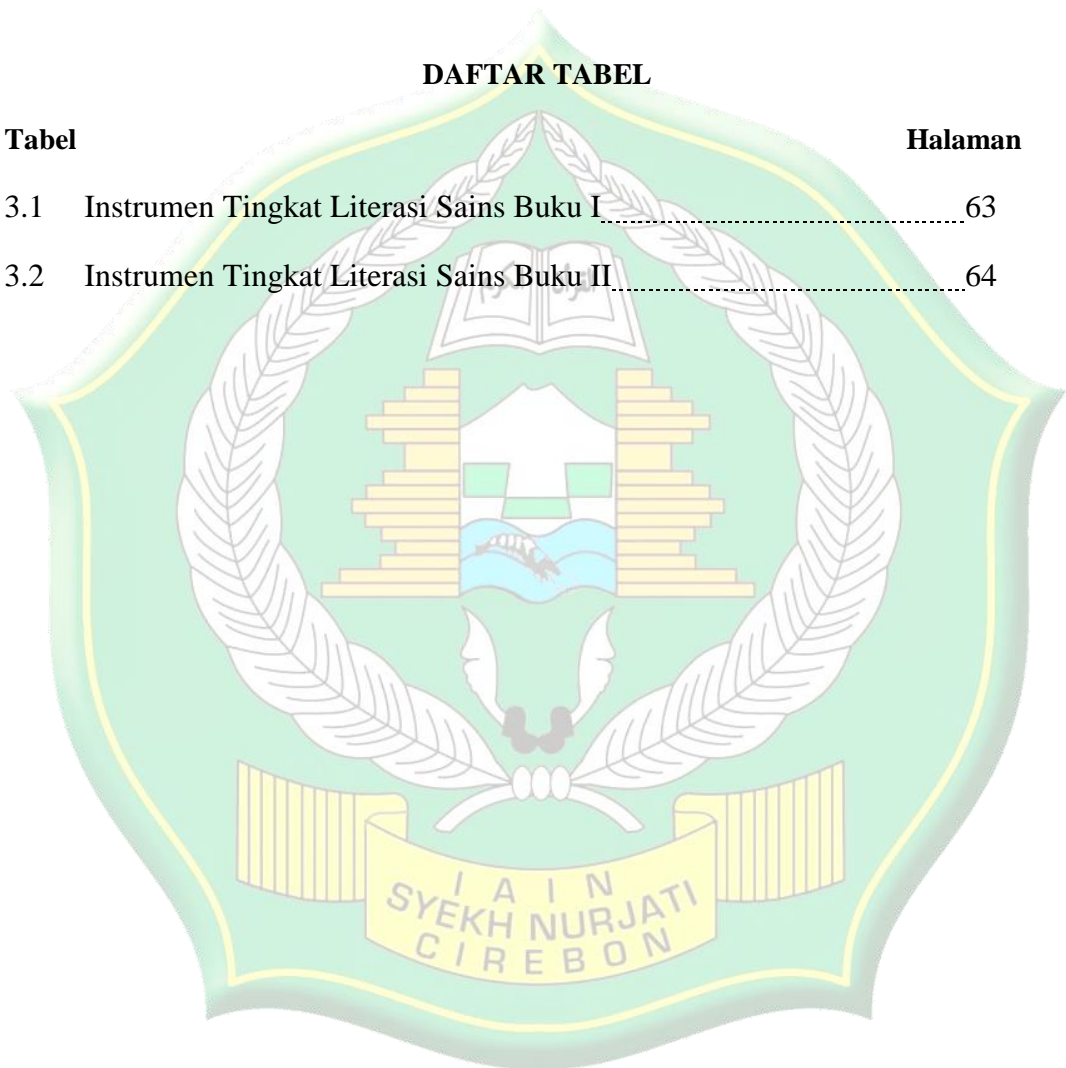 DAFTAR TABEL
Tabel Halaman
3.1 Instrumen Tingkat Literasi Sains Buku I 63
3.2 Instrumen Tingkat Literasi Sains Buku II 64
IAIN
SYEKH NURJATI
CIREBON